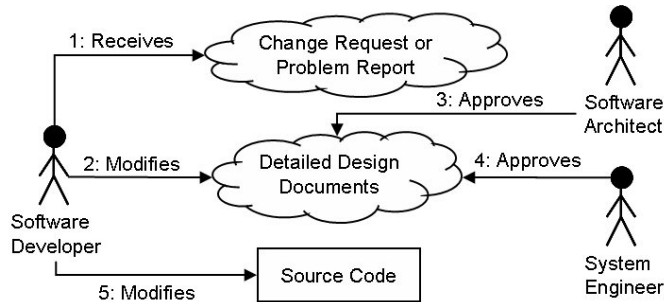 1: Receives
Change Request or
Problem Report
3: Approves
Software
Architect
2: Modifies
Detailed Design
Documents
4: Approves
Software
Developer
Source Code
System
Engineer
5: Modifies